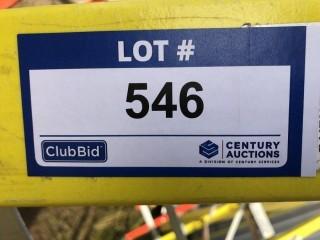 LOT #
546
ClubBid
CENTURY
AUCTIONS
A DIVISION OF CENTURY SERVICES